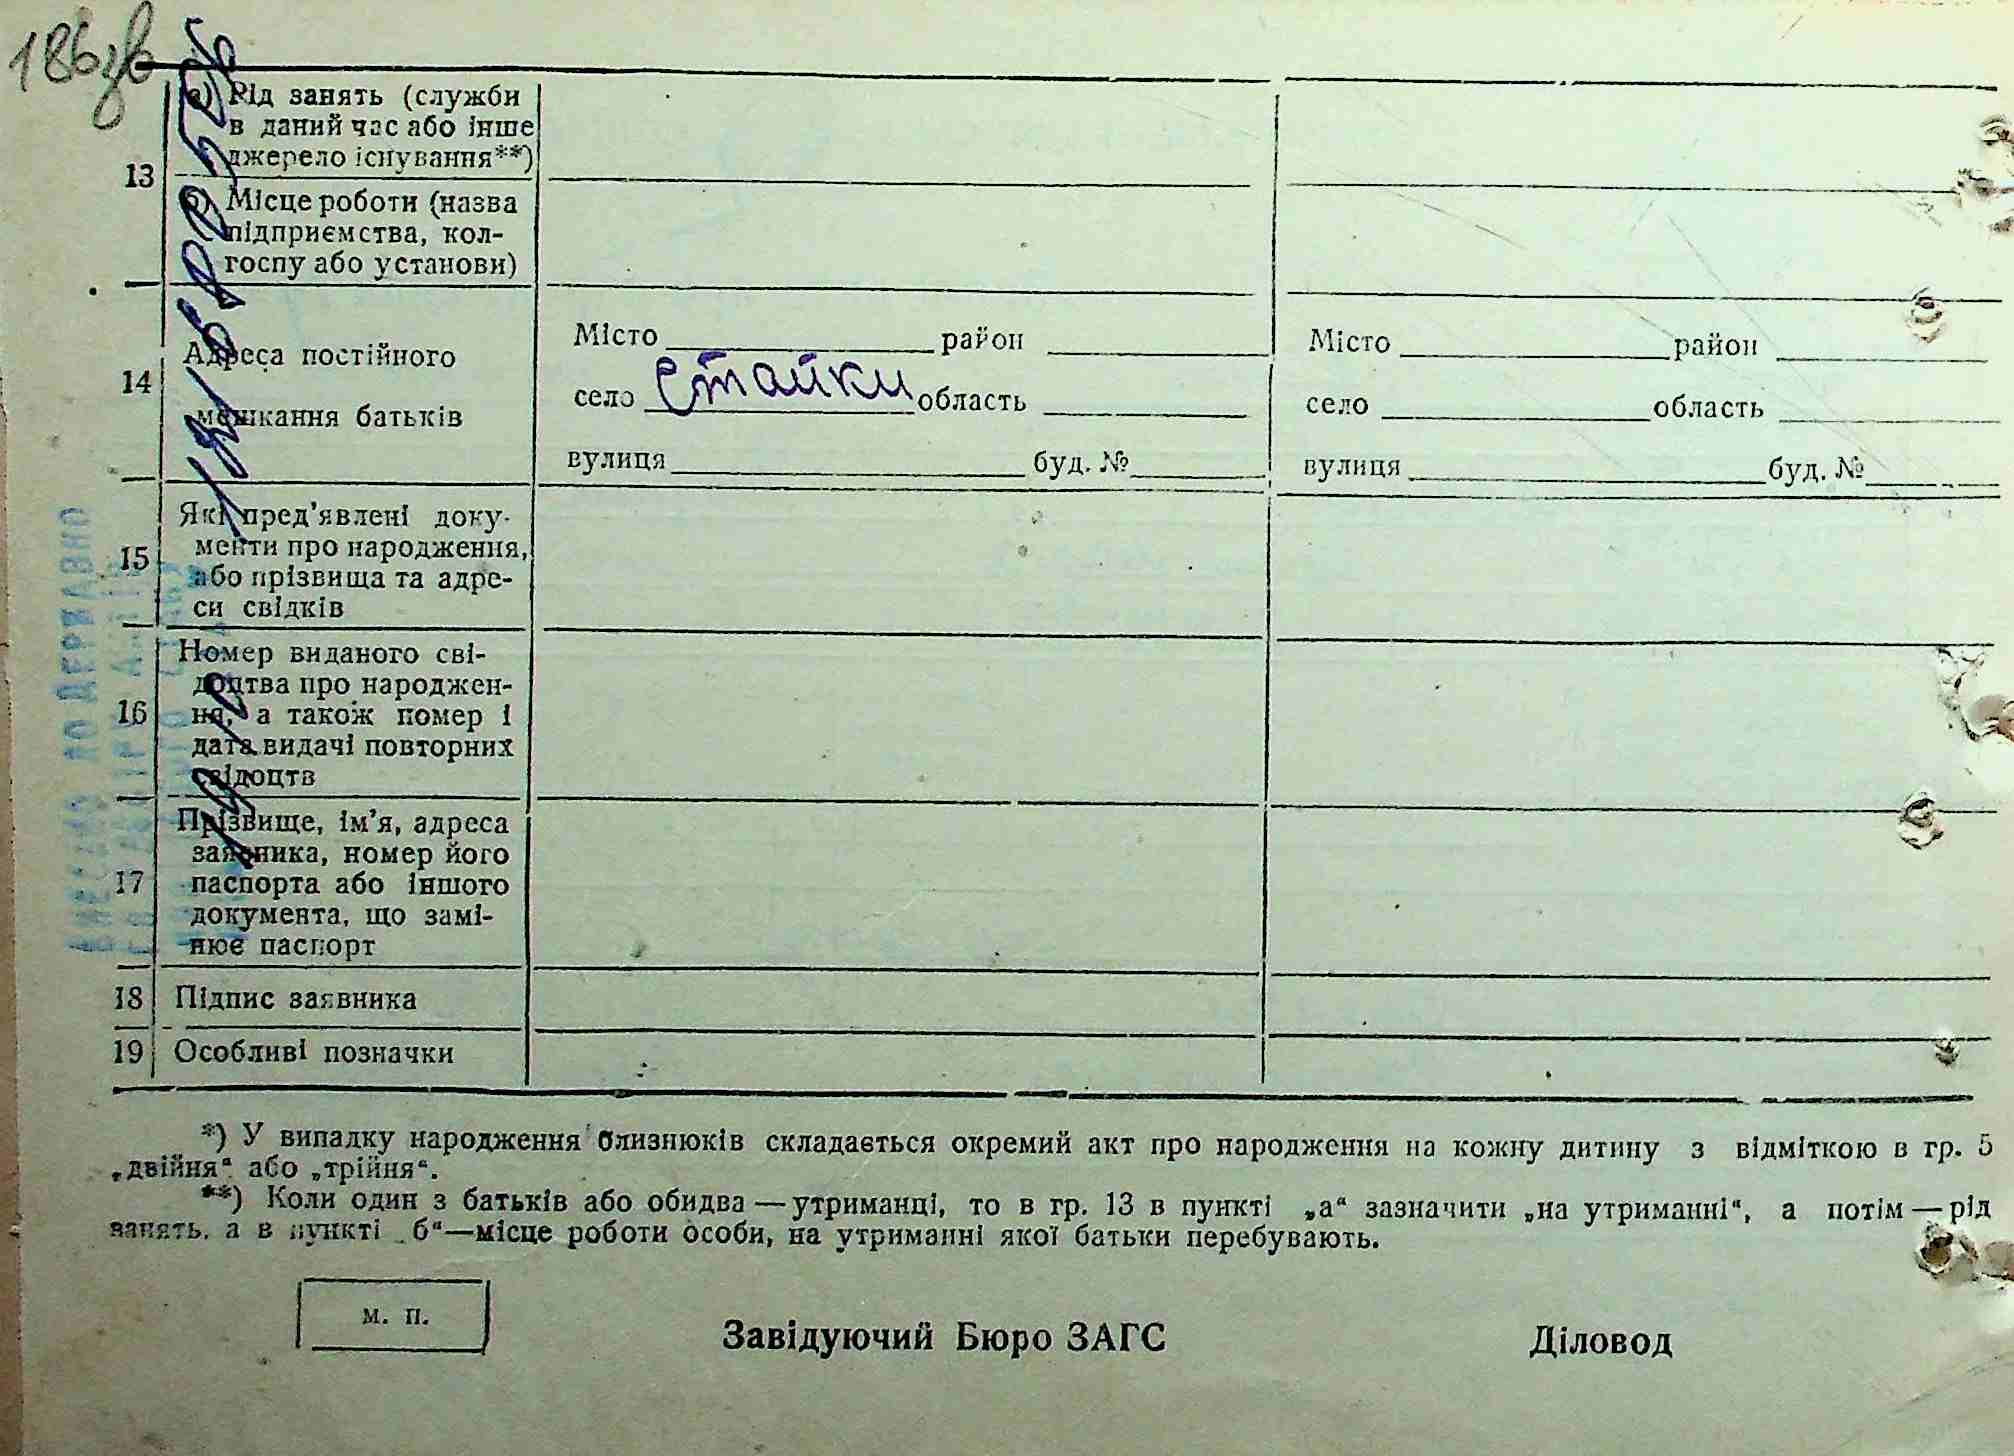 186зв
13
а) Рід занять (служби
в даний час або інше
джерело існування**)
б) Місце роботи (назва
підприємства, кол-
госпу або установи)
14
Адреса постійного
мешкання батьків
Місто район
село Стайки область
вулиця буд. №
Місто район
село область
вулиця буд. №
15
Які пред’явлені доку-
менти про народження,
або прізвища та адре-
си свідків
16
Номер виданого сві-
доцтва про народжен-
ня, а також номер і
дата видачі повторних
свідоцтв
17
Прізвище, ім’я, адреса
заявника, номер його
паспорта або іншого
документа, що замі-
нює паспорт
18 Підпис заявника
19 Особливі позначки
*) У випадку народження близнюків складається окремий акт про народження на кожну дитину з відміткою в гр. 5
„двійня“ або „трійня“.
**) Коли один з батьків або обидва — утриманці, то в гр. 13 в пункті „а“ зазначити „на утриманні“, а потім — рід
занять, а в пункті „б“—місце роботи особи, на утриманні якої батьки перебувають.
м. п.
Завідуючий Бюро ЗАГС
Діловод